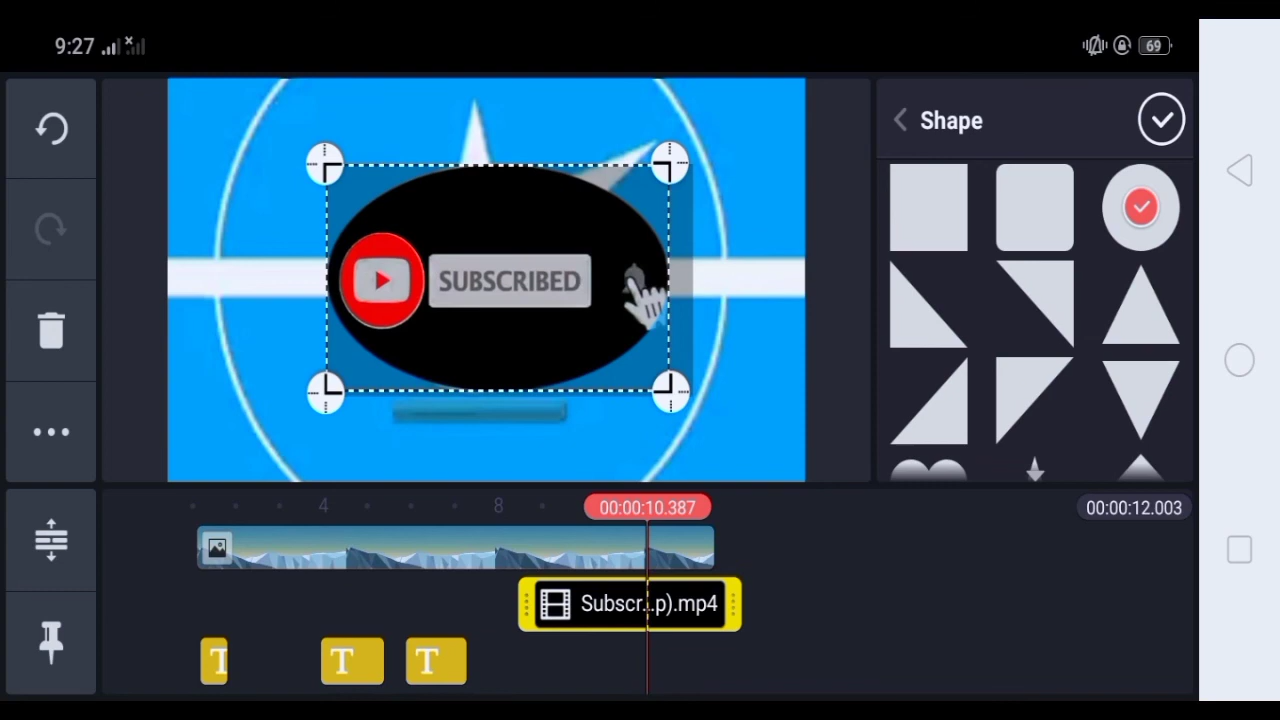 9:27
69
Shape
SUBSCRIBED
4
8
00:00:10.387
00:00:12.003
Subscr...p).mp4
T
T
T